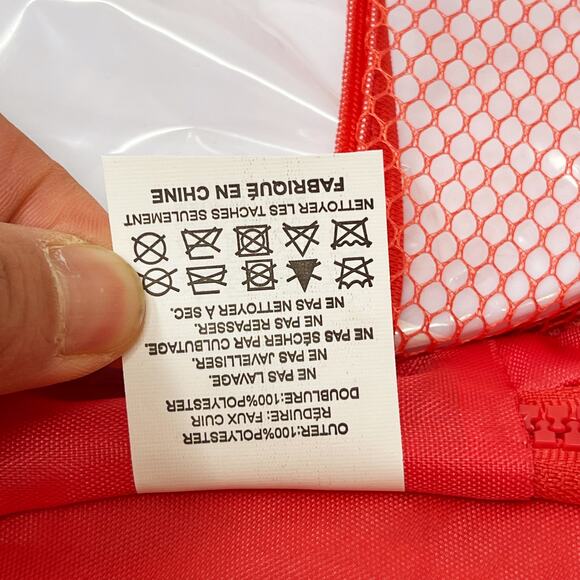 OUTER:100%POLYESTER
RÉDUIRE: FAUX CUIR
DOUBLURE:100%POLYESTER
NE PAS LAVAGE.
NE PAS JAVELLISER.
NE PAS SÉCHER PAR CULBUTAGE.
NE PAS REPASSER.
NE PAS NETTOYER À SEC.
NETTOYER LES TACHES SEULEMENT
FABRIQUÉ EN CHINE